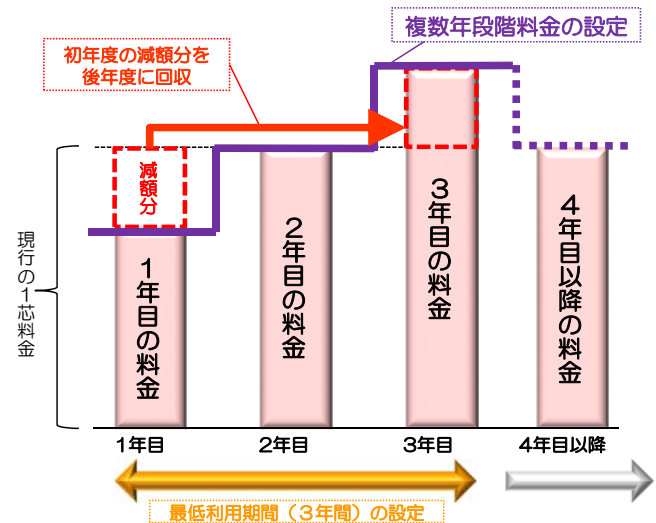 複数年段階料金の設定
初年度の減額分を
後年度に回収
減額分
現行の1芯料金
1年目の料金
2年目の料金
3年目の料金
4年目以降の料金
1年目
2年目
3年目
4年目以降
最低利用期間(3年間)の設定